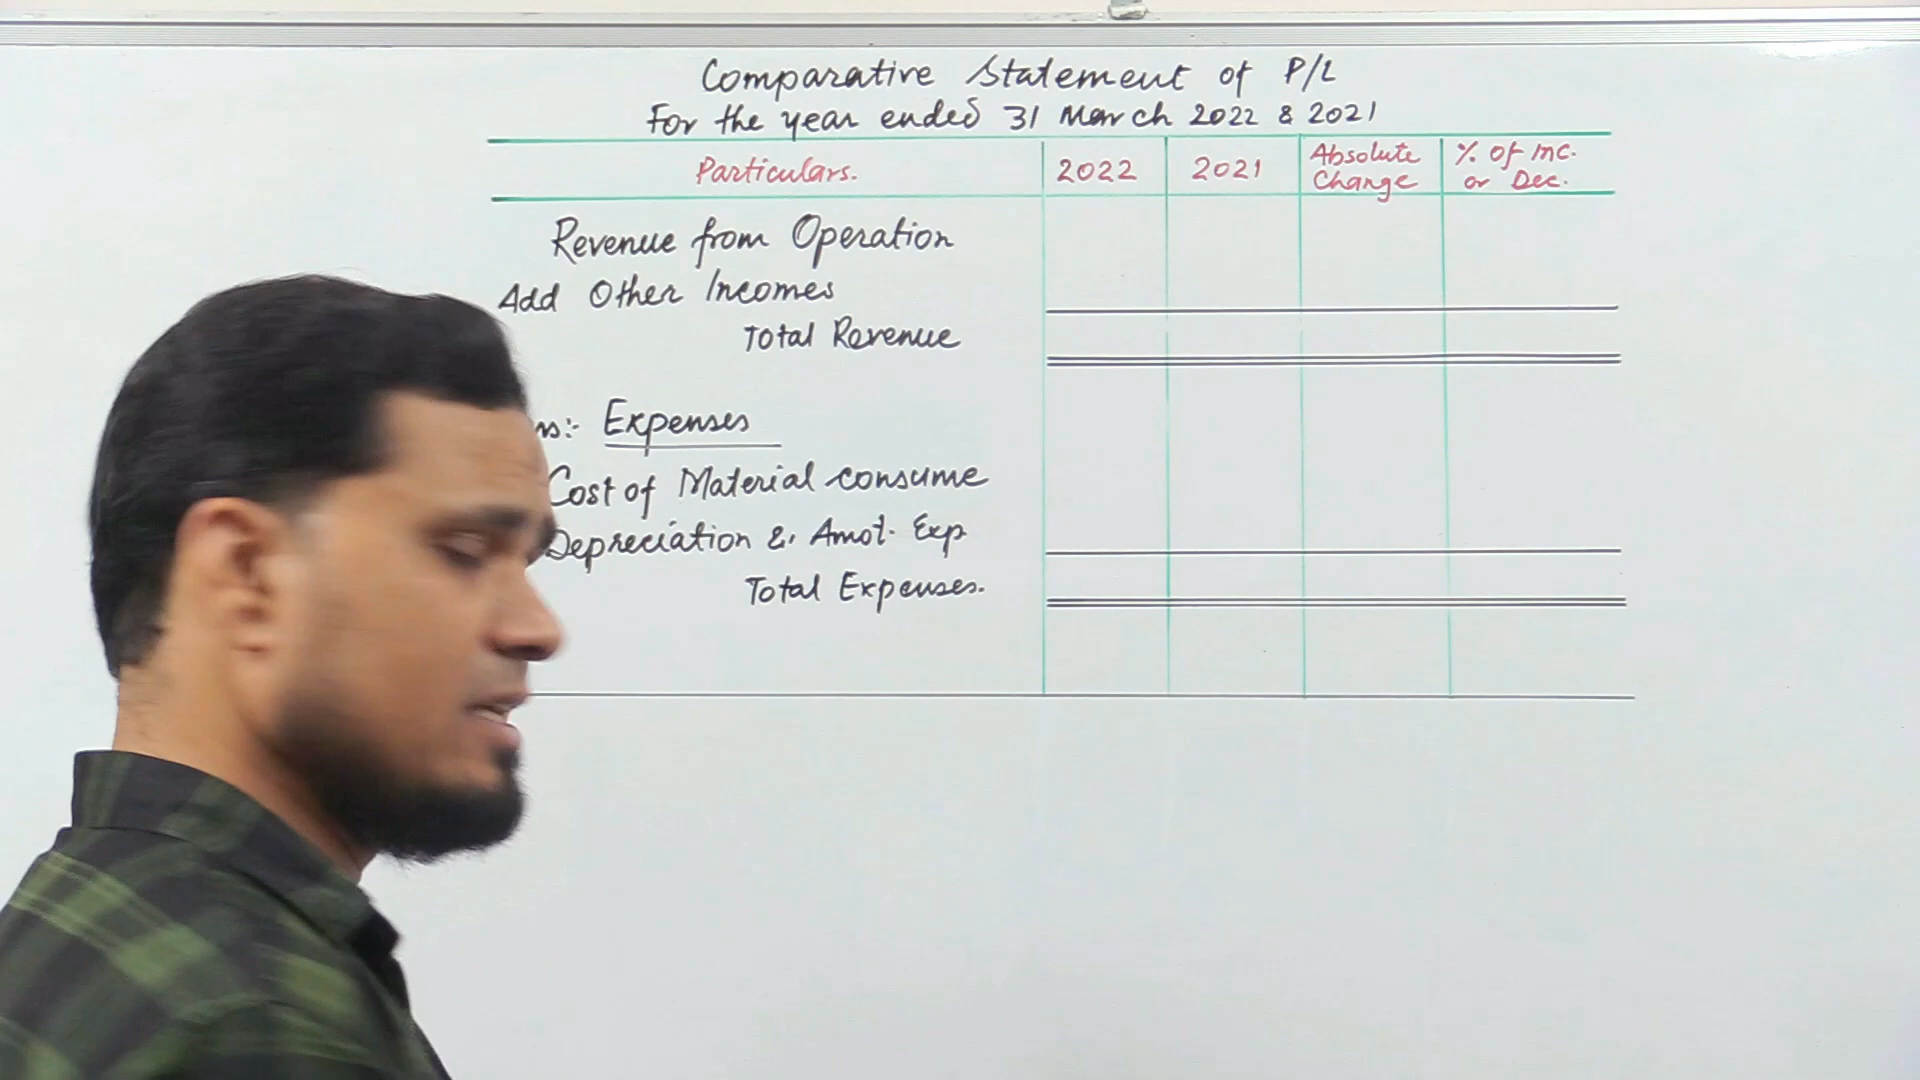 Comparative Statement of P/L
For the year ended 31 March 2022 & 2021
Particulars. 2022 2021 Absolute Change % of inc. or Dec.
Revenue from Operation
Add Other Incomes
Total Revenue
Expenses
Cost of Material consume
Depreciation & Amot. Exp
Total Expenses.